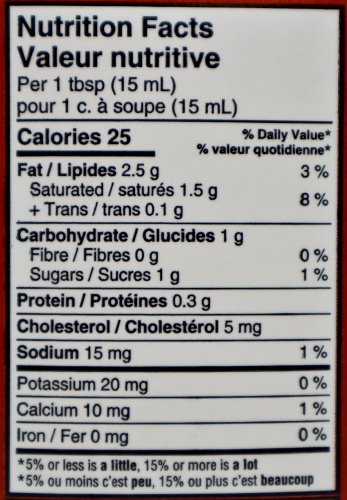 Nutrition Facts
Valeur nutritive
Per 1 tbsp (15 mL)
pour 1 c. à soupe (15 mL)
Calories 25
% Daily Value*
% valeur quotidienne*
Fat / Lipides 2.5 g 3 %
Saturated / saturés 1.5 g
+ Trans / trans 0.1 g 8 %
Carbohydrate / Glucides 1 g
Fibre / Fibres 0 g 0 %
Sugars / Sucres 1 g 1 %
Protein / Protéines 0.3 g
Cholesterol / Cholestérol 5 mg
Sodium 15 mg 1 %
Potassium 20 mg 0 %
Calcium 10 mg 1 %
Iron / Fer 0 mg 0 %
*5% or less is a little, 15% or more is a lot
*5% ou moins c'est peu, 15% ou plus c'est beaucoup